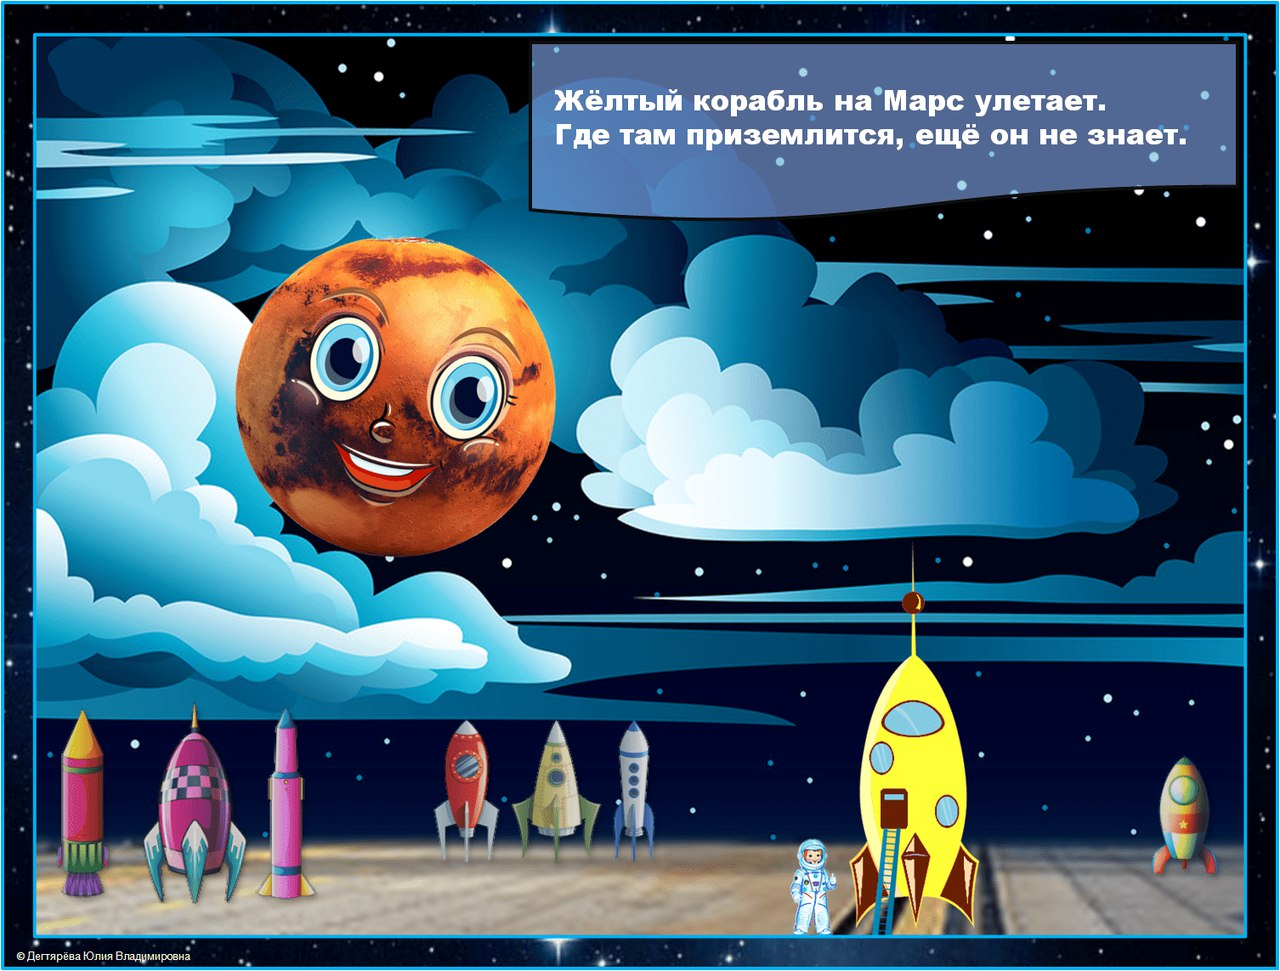 Жёлтый корабль на Марс улетает.
Где там приземлится, ещё он не знает.
© Дегтярёва Юлия Владимировна